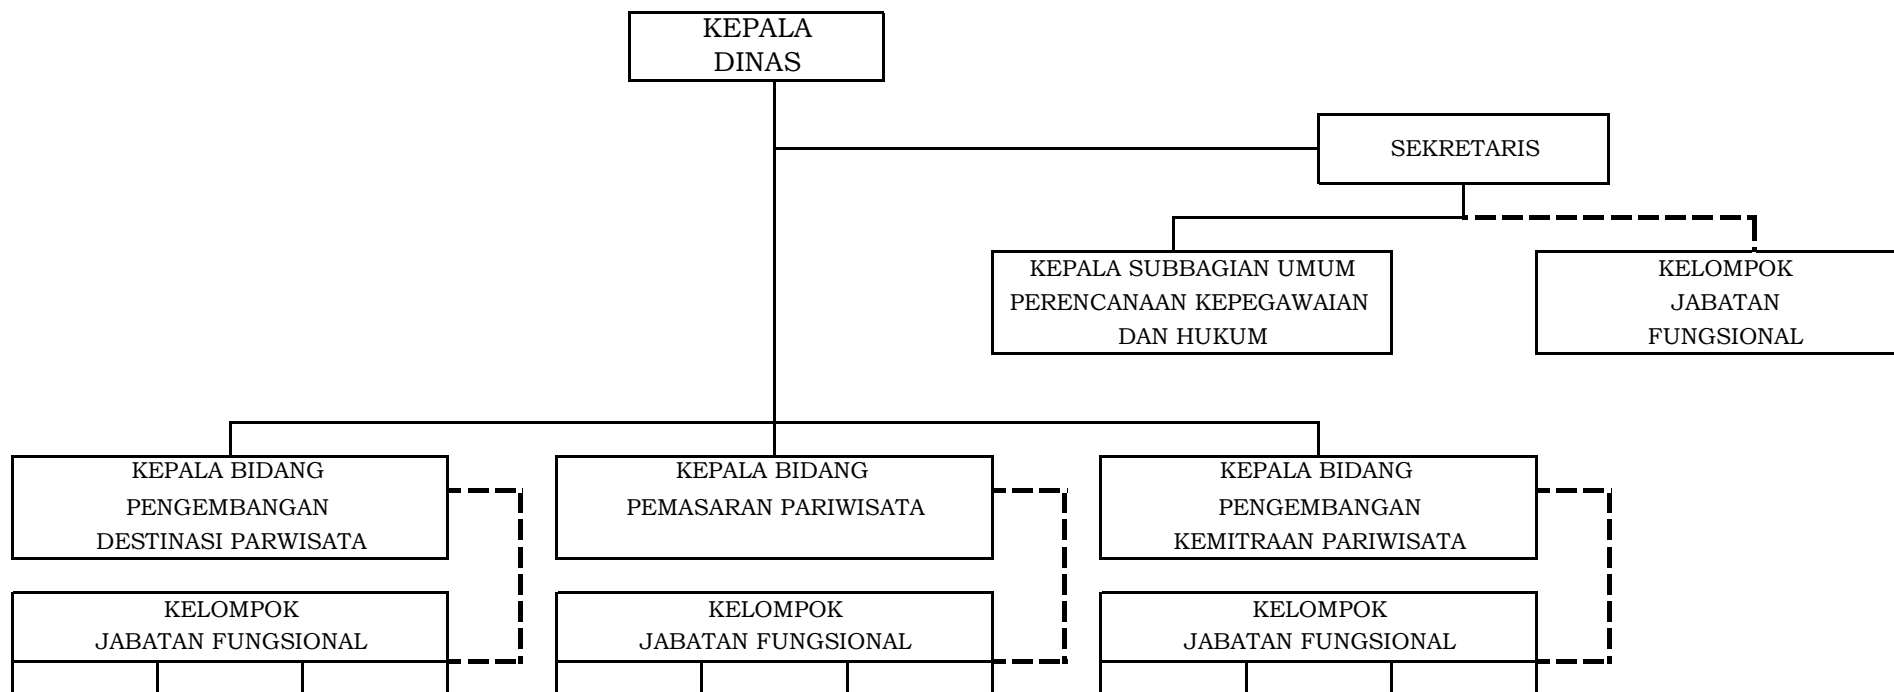 KEPALA
DINAS
SEKRETARIS
KEPALA SUBBAGIAN UMUM
PERENCANAAN KEPEGAWAIAN
DAN HUKUM
KELOMPOK
JABATAN
FUNGSIONAL
KEPALA BIDANG
PENGEMBANGAN
DESTINASI PARWISATA
KEPALA BIDANG
PEMASARAN PARIWISATA
KEPALA BIDANG
PENGEMBANGAN
KEMITRAAN PARIWISATA
KELOMPOK
JABATAN FUNGSIONAL
KELOMPOK
JABATAN FUNGSIONAL
KELOMPOK
JABATAN FUNGSIONAL